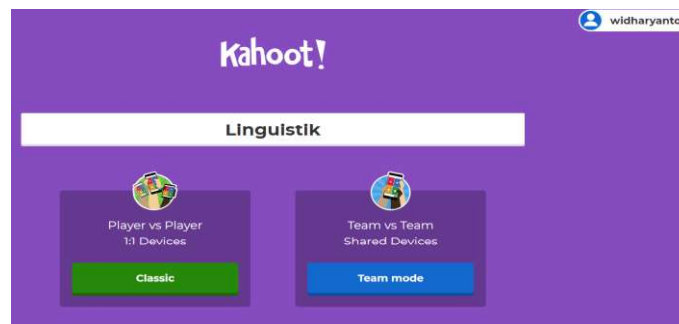 widharyanto
Kahoot!
Linguistik
Player vs Player
1:1 Devices
Classic
Team vs Team
Shared Devices
Team mode